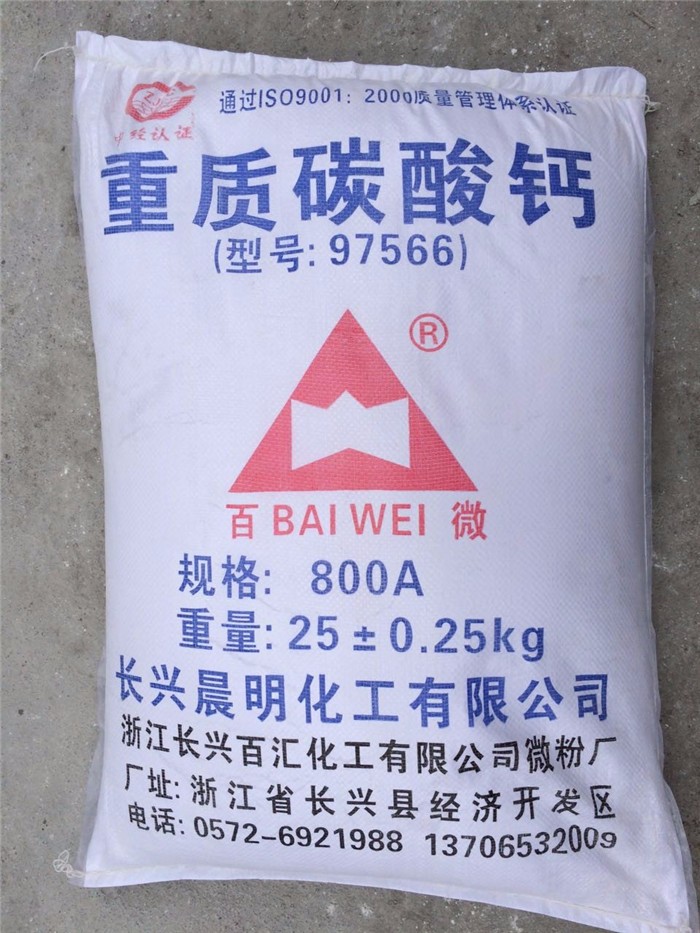 通过ISO9001：2000质量管理体系认证
中经认证
重质碳酸钙
(型号: 97566)
®
百 BAI WEI 微
规格: 800A
重量: 25±0.25kg
长兴晨明化工有限公司
浙江长兴百汇化工有限公司微粉厂
厂址: 浙江省长兴县经济开发区
电话: 0572-6921988 13706532009